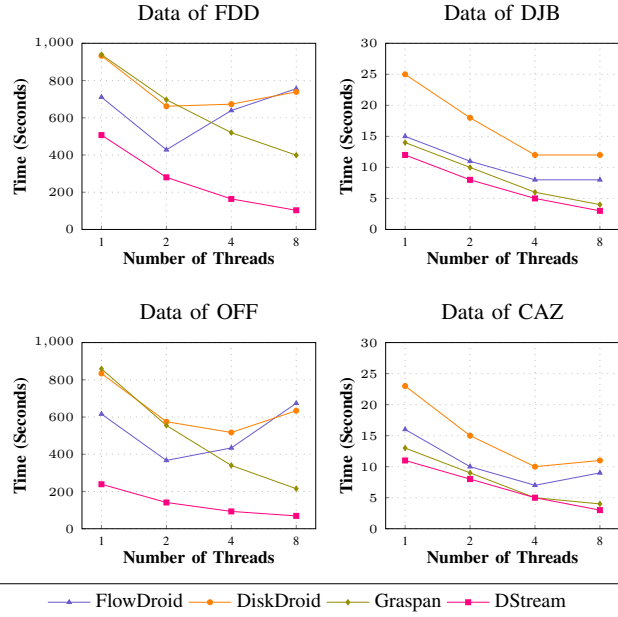 Data of FDD
1,000
800
600
400
200
0
Time (Seconds)
1 2 4 8
Number of Threads
Data of DJB
30
25
20
15
10
5
0
Time (Seconds)
1 2 4 8
Number of Threads
Data of OFF
1,000
800
600
400
200
0
Time (Seconds)
1 2 4 8
Number of Threads
Data of CAZ
30
25
20
15
10
5
0
Time (Seconds)
1 2 4 8
Number of Threads
FlowDroid DiskDroid Graspan DStream